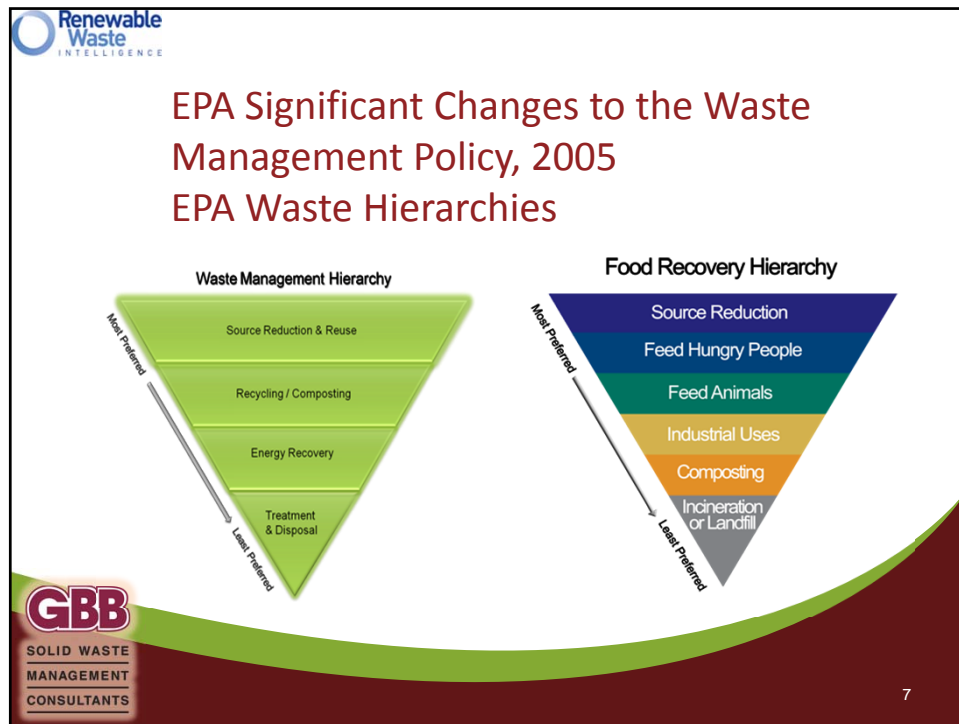 Renewable
Waste
INTELLIGENCE
EPA Significant Changes to the Waste
Management Policy, 2005
EPA Waste Hierarchies
Waste Management Hierarchy
Most Preferred
Source Reduction & Reuse
Recycling / Composting
Energy Recovery
Treatment
& Disposal
Least Preferred
Food Recovery Hierarchy
Most Preferred
Source Reduction
Feed Hungry People
Feed Animals
Industrial Uses
Composting
Incineration
or Landfill
Least Preferred
GBB
SOLID WASTE
MANAGEMENT
CONSULTANTS
7